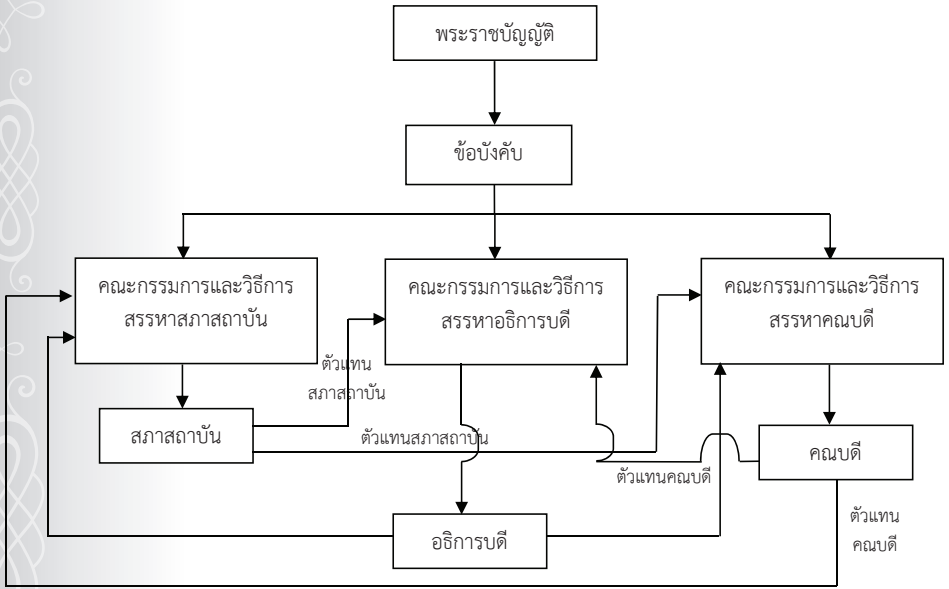 พระราชบัญญัติ
ข้อบังคับ
คณะกรรมการและวิธีการ
สรรหาสภาสถาบัน
คณะกรรมการและวิธีการ
สรรหาอธิการบดี
คณะกรรมการและวิธีการ
สรรหาคณบดี
ตัวแทน
สภาสถาบัน
สภาสถาบัน
ตัวแทนสภาสถาบัน
คณบดี
ตัวแทนคณบดี
อธิการบดี
ตัวแทน
คณบดี